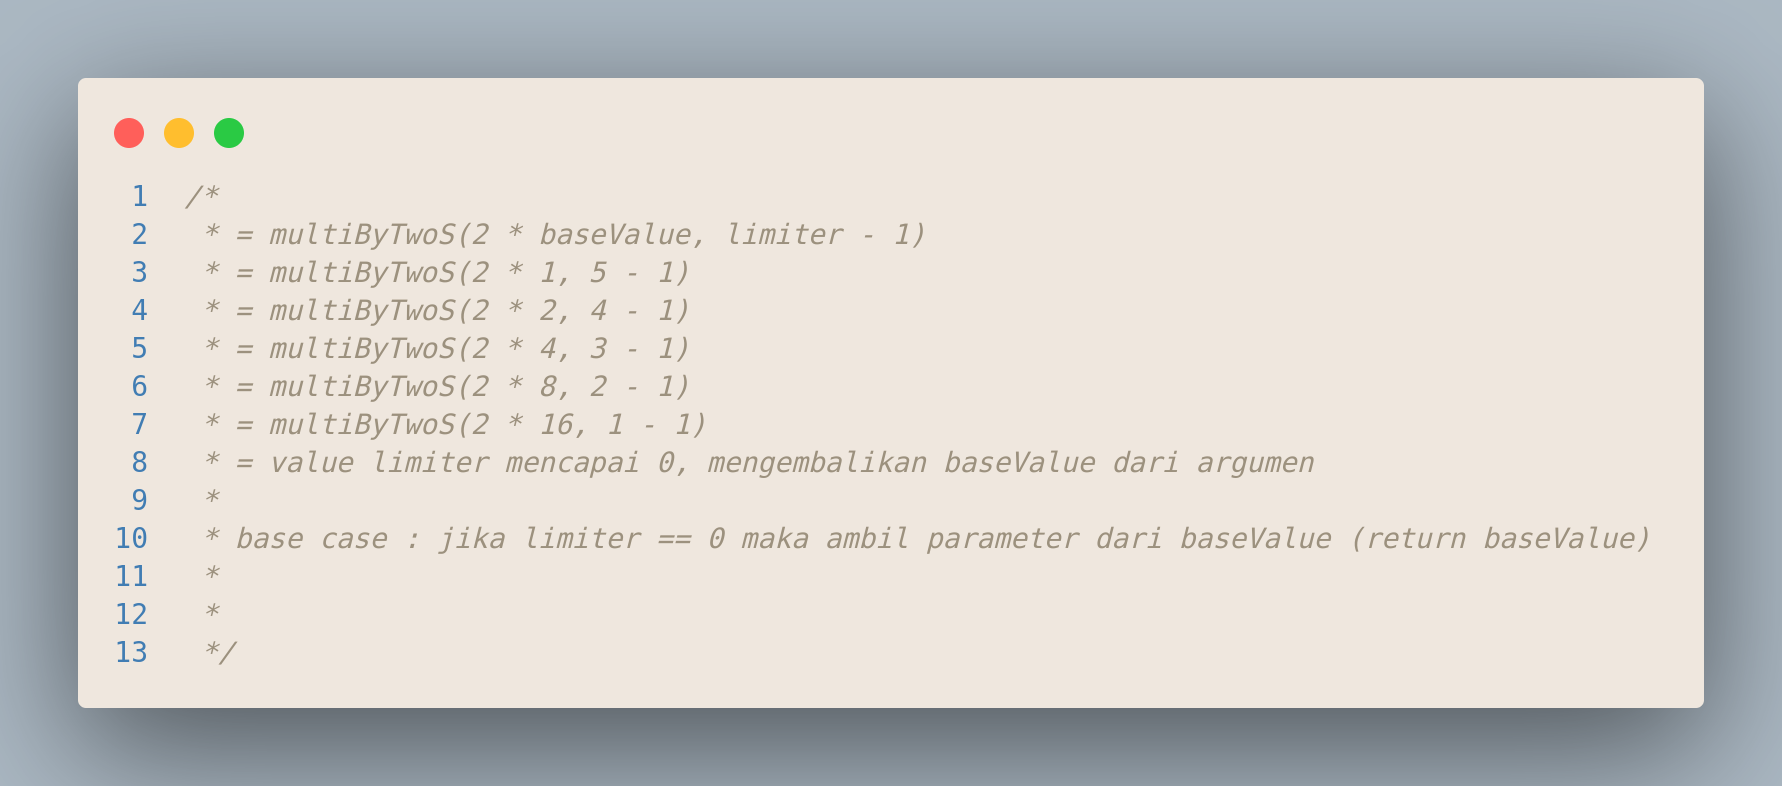 1 /*
2  * = multiByTwoS(2 * baseValue, limiter - 1)
3  * = multiByTwoS(2 * 1, 5 - 1)
4  * = multiByTwoS(2 * 2, 4 - 1)
5  * = multiByTwoS(2 * 4, 3 - 1)
6  * = multiByTwoS(2 * 8, 2 - 1)
7  * = multiByTwoS(2 * 16, 1 - 1)
8  * = value limiter mencapai 0, mengembalikan baseValue dari argumen
9  *
10  * base case : jika limiter == 0 maka ambil parameter dari baseValue (return baseValue)
11  *
12  *
13  */